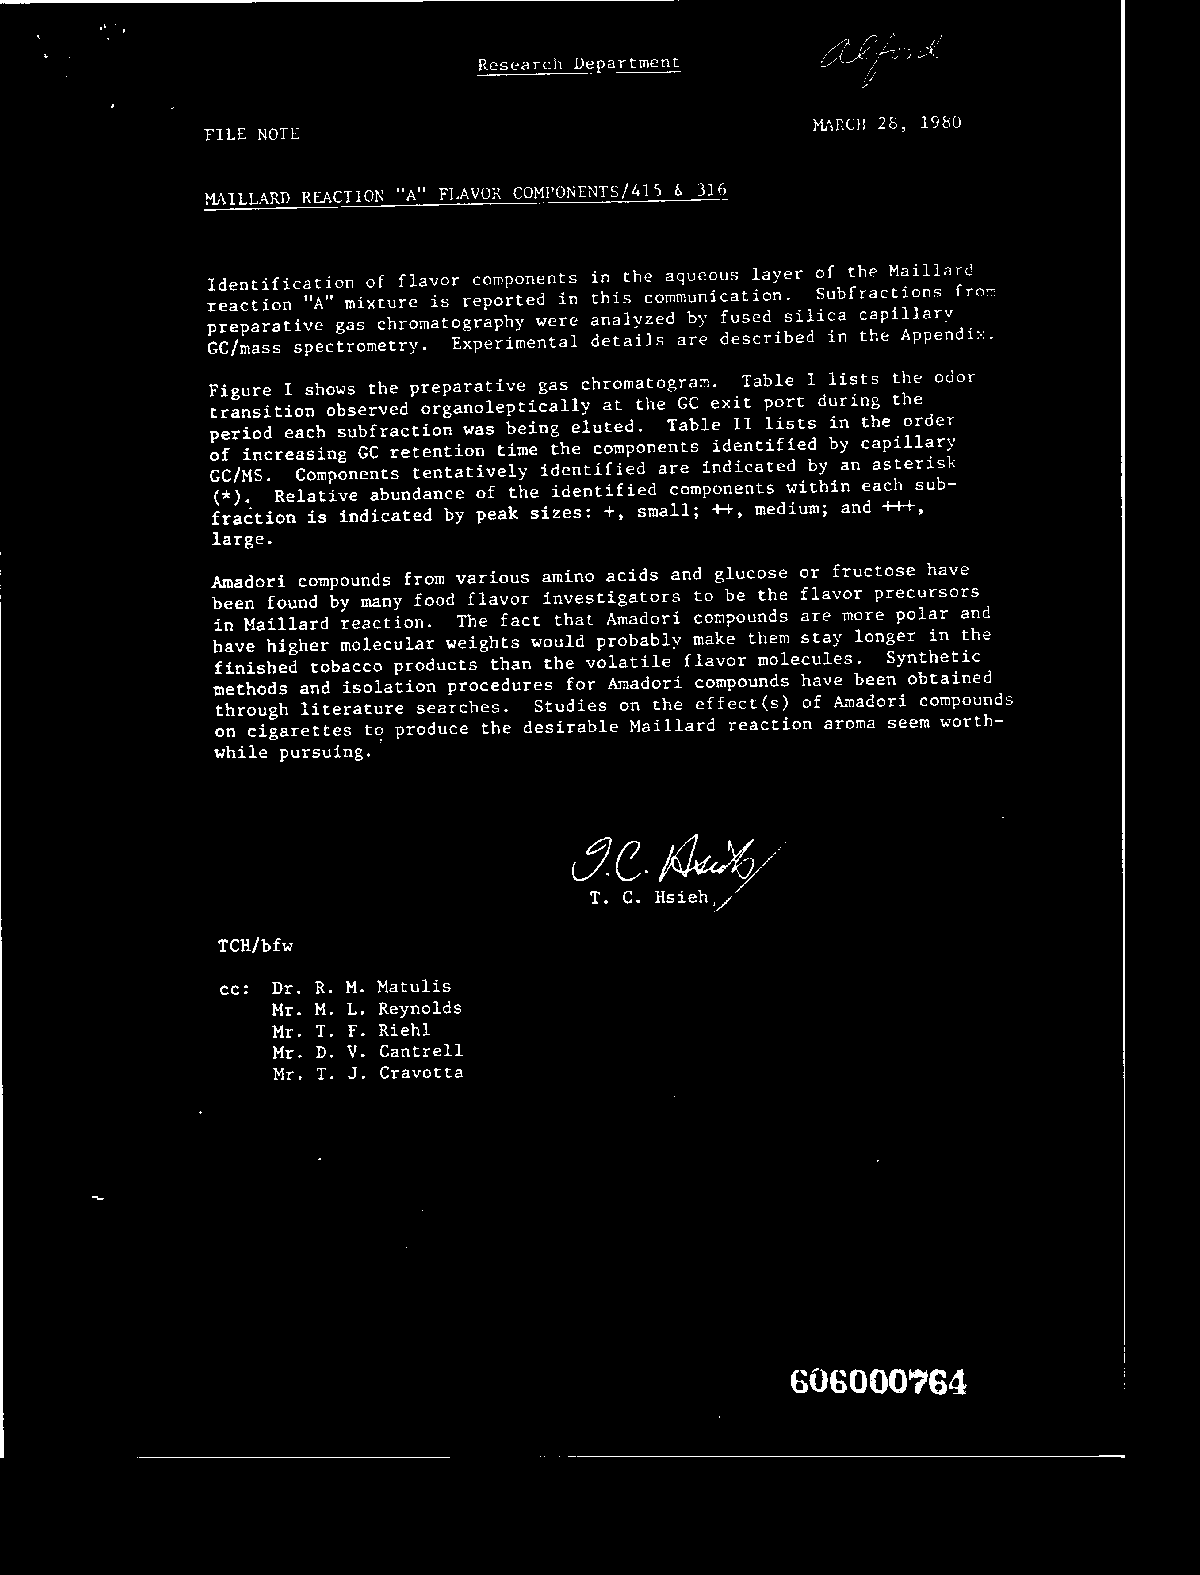 Alford
Research Department
MARCH 28, 1980
FILE NOTE
MAILLARD REACTION "A" FLAVOR COMPONENTS/415 & 316
Identification of flavor components in the aqueous layer of the Maillard
reaction "A" mixture is reported in this communication. Subfractions from
preparative gas chromatography were analyzed by fused silica capillary
GC/mass spectrometry. Experimental details are described in the Appendix.
Figure I shows the preparative gas chromatogram. Table I lists the odor
transition observed organoleptically at the GC exit port during the
period each subfraction was being eluted. Table II lists in the order
of increasing GC retention time the components identified by capillary
GC/MS. Components tentatively identified are indicated by an asterisk
(*). Relative abundance of the identified components within each sub-
fraction is indicated by peak sizes: +, small; ++, medium; and +++,
large.
Amadori compounds from various amino acids and glucose or fructose have
been found by many food flavor investigators to be the flavor precursors
in Maillard reaction. The fact that Amadori compounds are more polar and
have higher molecular weights would probably make them stay longer in the
finished tobacco products than the volatile flavor molecules. Synthetic
methods and isolation procedures for Amadori compounds have been obtained
through literature searches. Studies on the effect(s) of Amadori compounds
on cigarettes to produce the desirable Maillard reaction aroma seem worth-
while pursuing.
T.C. Hsieh
T. C. Hsieh
TCH/bfw
cc: Dr. R. M. Matulis
Mr. M. L. Reynolds
Mr. T. F. Riehl
Mr. D. V. Cantrell
Mr. T. J. Cravotta
606000764